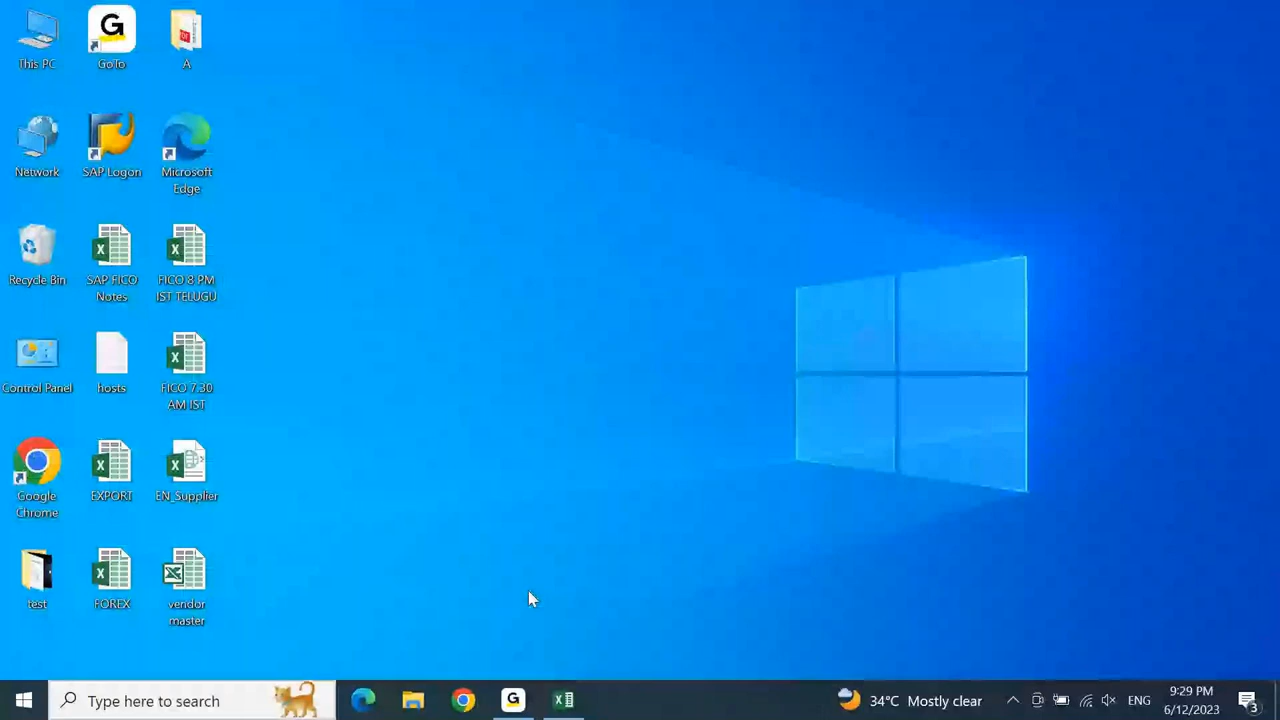 This PC
G
GoTo
A
Network
SAP Logon
Microsoft
Edge
Recycle Bin
SAP FICO
Notes
FICO 8 PM
IST TELUGU
Control Panel
hosts
FICO 7.30
AM IST
Google
Chrome
EXPORT
EN_Supplier
test
FOREX
vendor
master
Type here to search
G
34°C Mostly clear
ENG
9:29 PM
6/12/2023
3